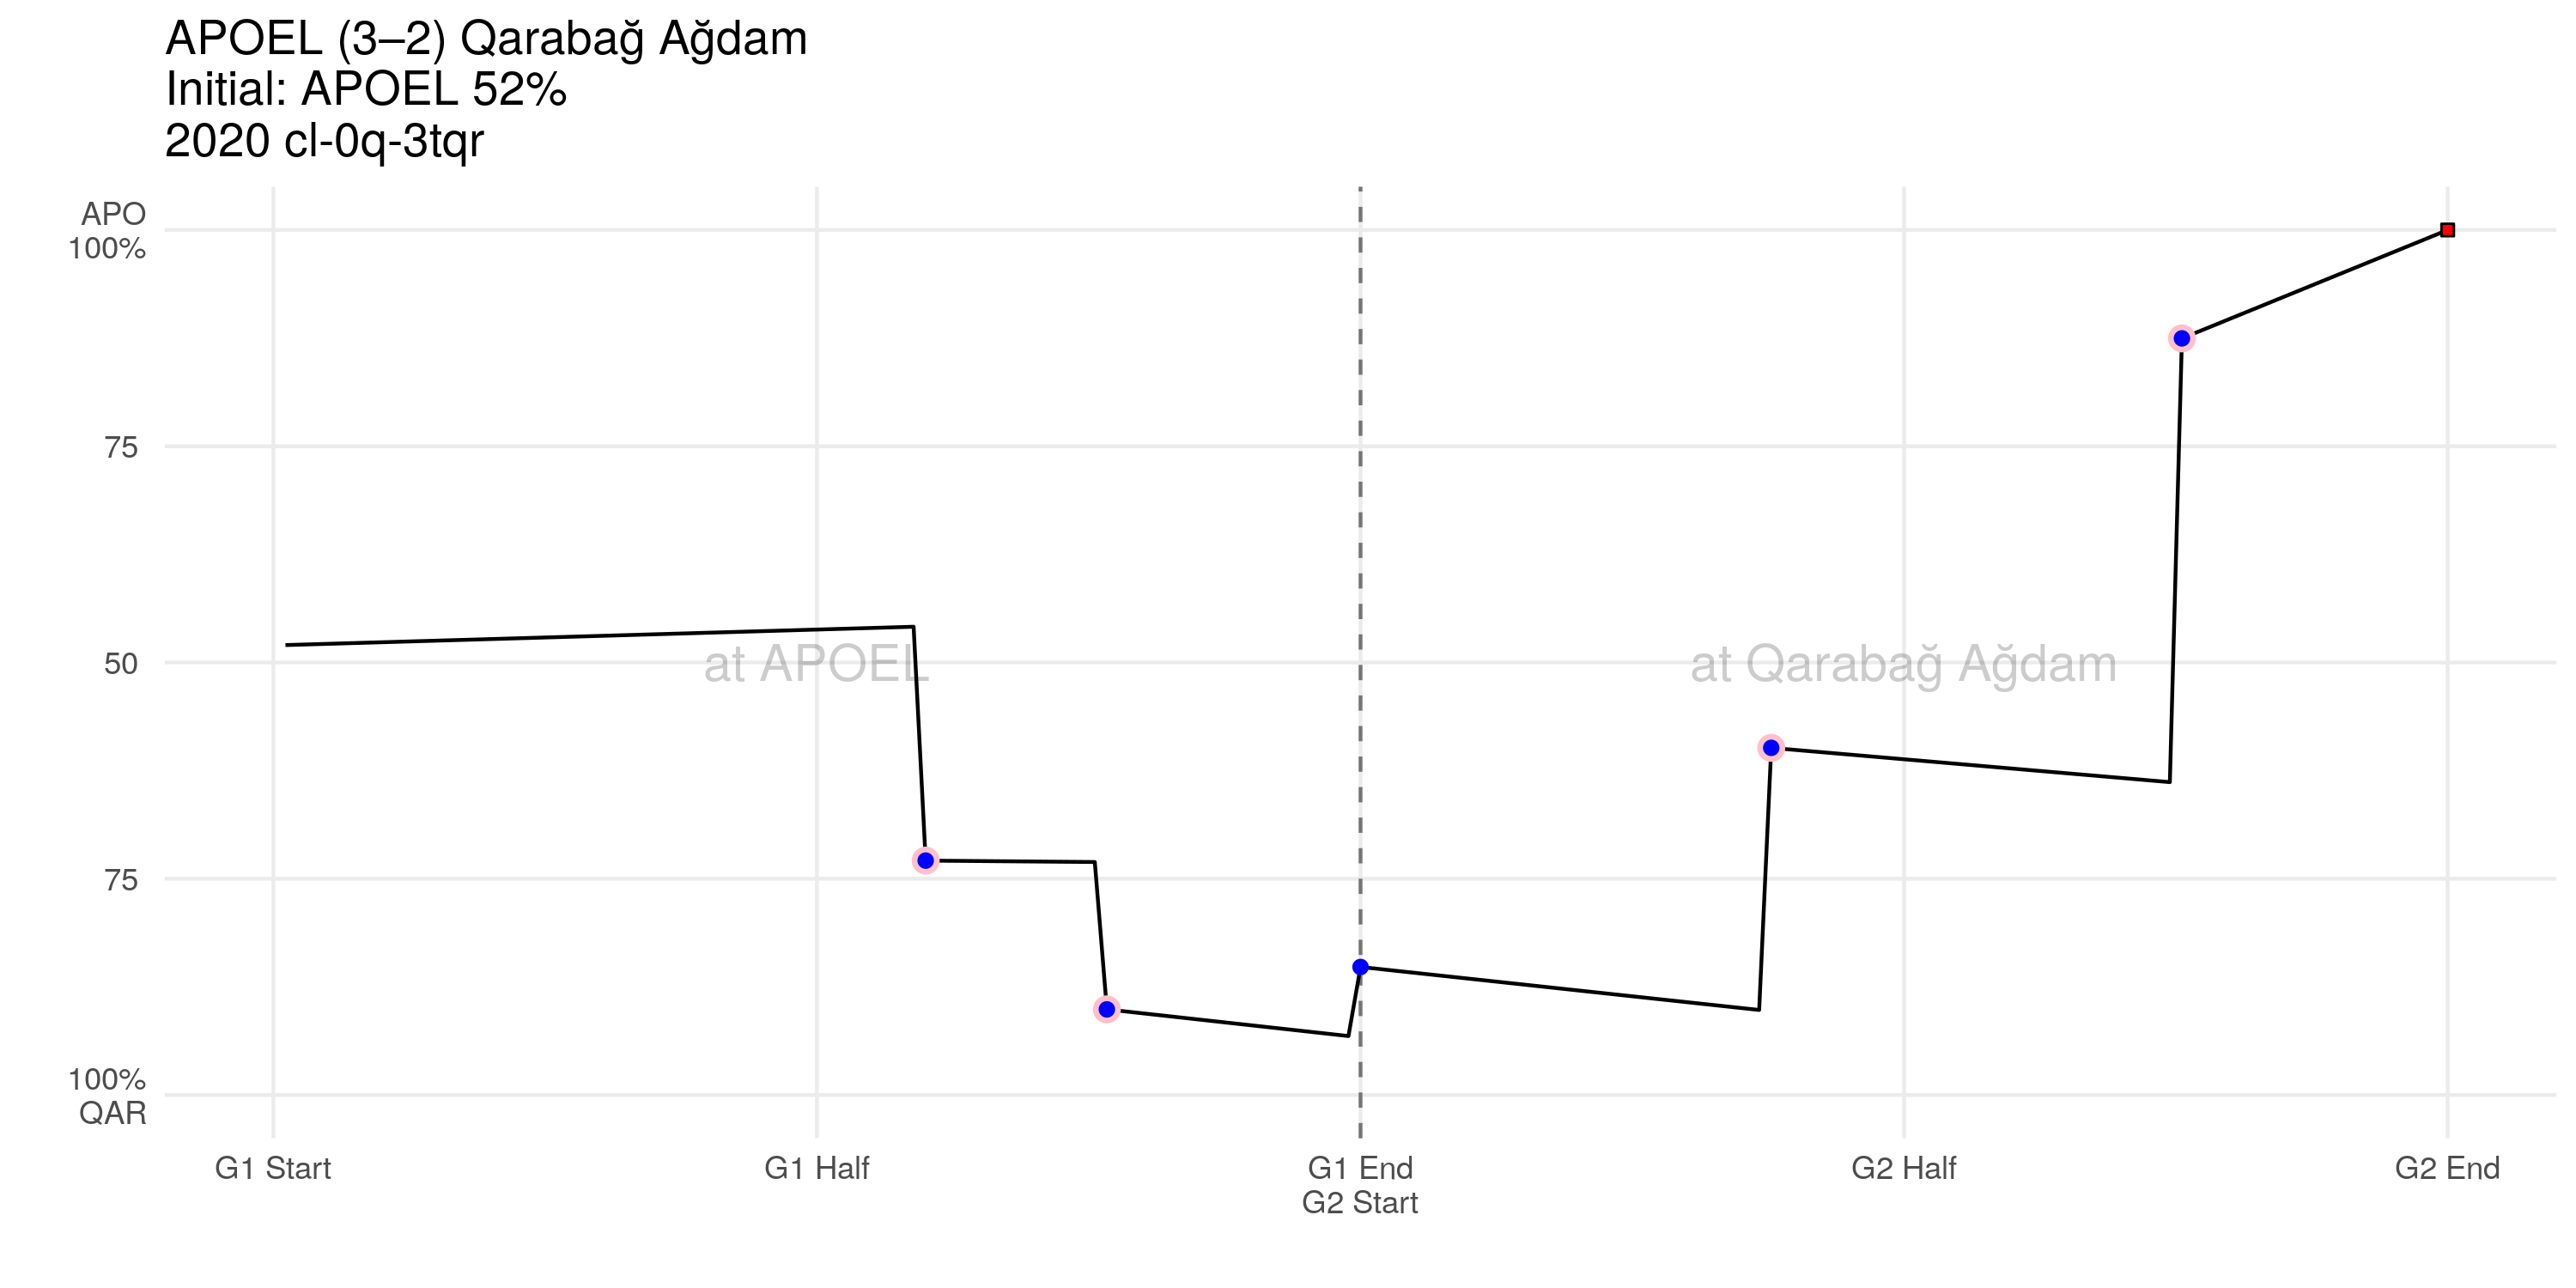 APOEL (3–2) Qarabağ Ağdam
Initial: APOEL 52%
2020 cl-0q-3tqr
APO
100%
75
50
75
100%
QAR
at APOEL
at Qarabağ Ağdam
G1 Start
G1 Half
G1 End
G2 Start
G2 Half
G2 End